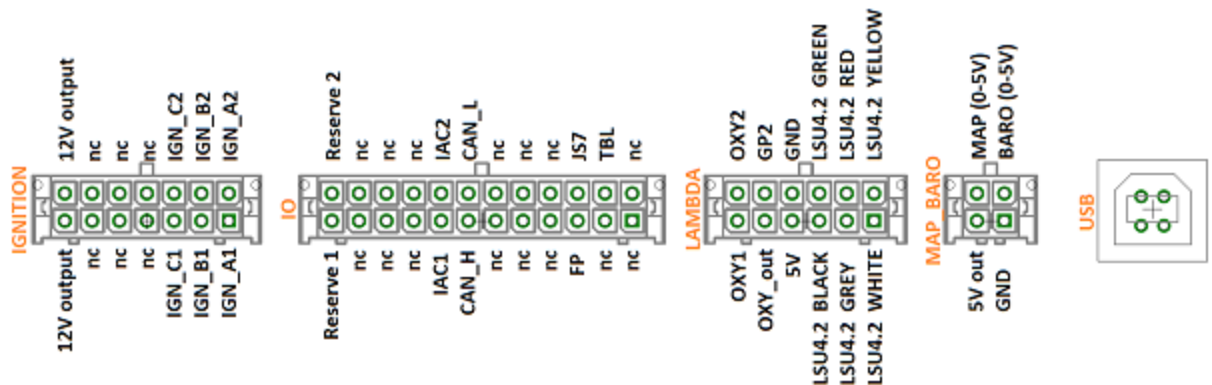 IGNITION
12V output
nc
nc
nc
IGN_C2
IGN_B2
IGN_A2
12V output
nc
nc
nc
IGN_C1
IGN_B1
IGN_A1
IO
Reserve 2
nc
nc
nc
IAC2
CAN_L
nc
nc
nc
JS7
TBL
nc
Reserve 1
nc
nc
nc
IAC1
CAN_H
nc
nc
nc
FP
nc
nc
LAMBDA
OXY2
GP2
GND
LSU4.2 GREEN
LSU4.2 RED
LSU4.2 YELLOW
OXY1
OXY_out
5V
LSU4.2 BLACK
LSU4.2 GREY
LSU4.2 WHITE
MAP_BARO
MAP (0-5V)
BARO (0-5V)
5V out
GND
USB